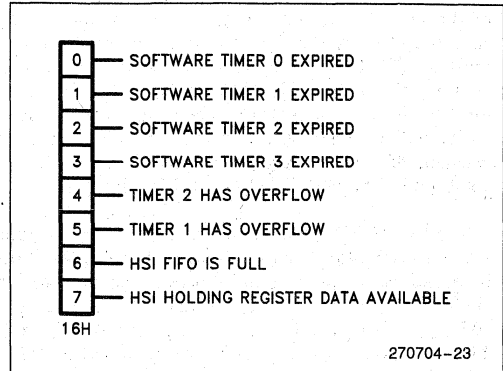 0 SOFTWARE TIMER 0 EXPIRED
1 SOFTWARE TIMER 1 EXPIRED
2 SOFTWARE TIMER 2 EXPIRED
3 SOFTWARE TIMER 3 EXPIRED
4 TIMER 2 HAS OVERFLOW
5 TIMER 1 HAS OVERFLOW
6 HSI FIFO IS FULL
7 HSI HOLDING REGISTER DATA AVAILABLE
16H
270704-23